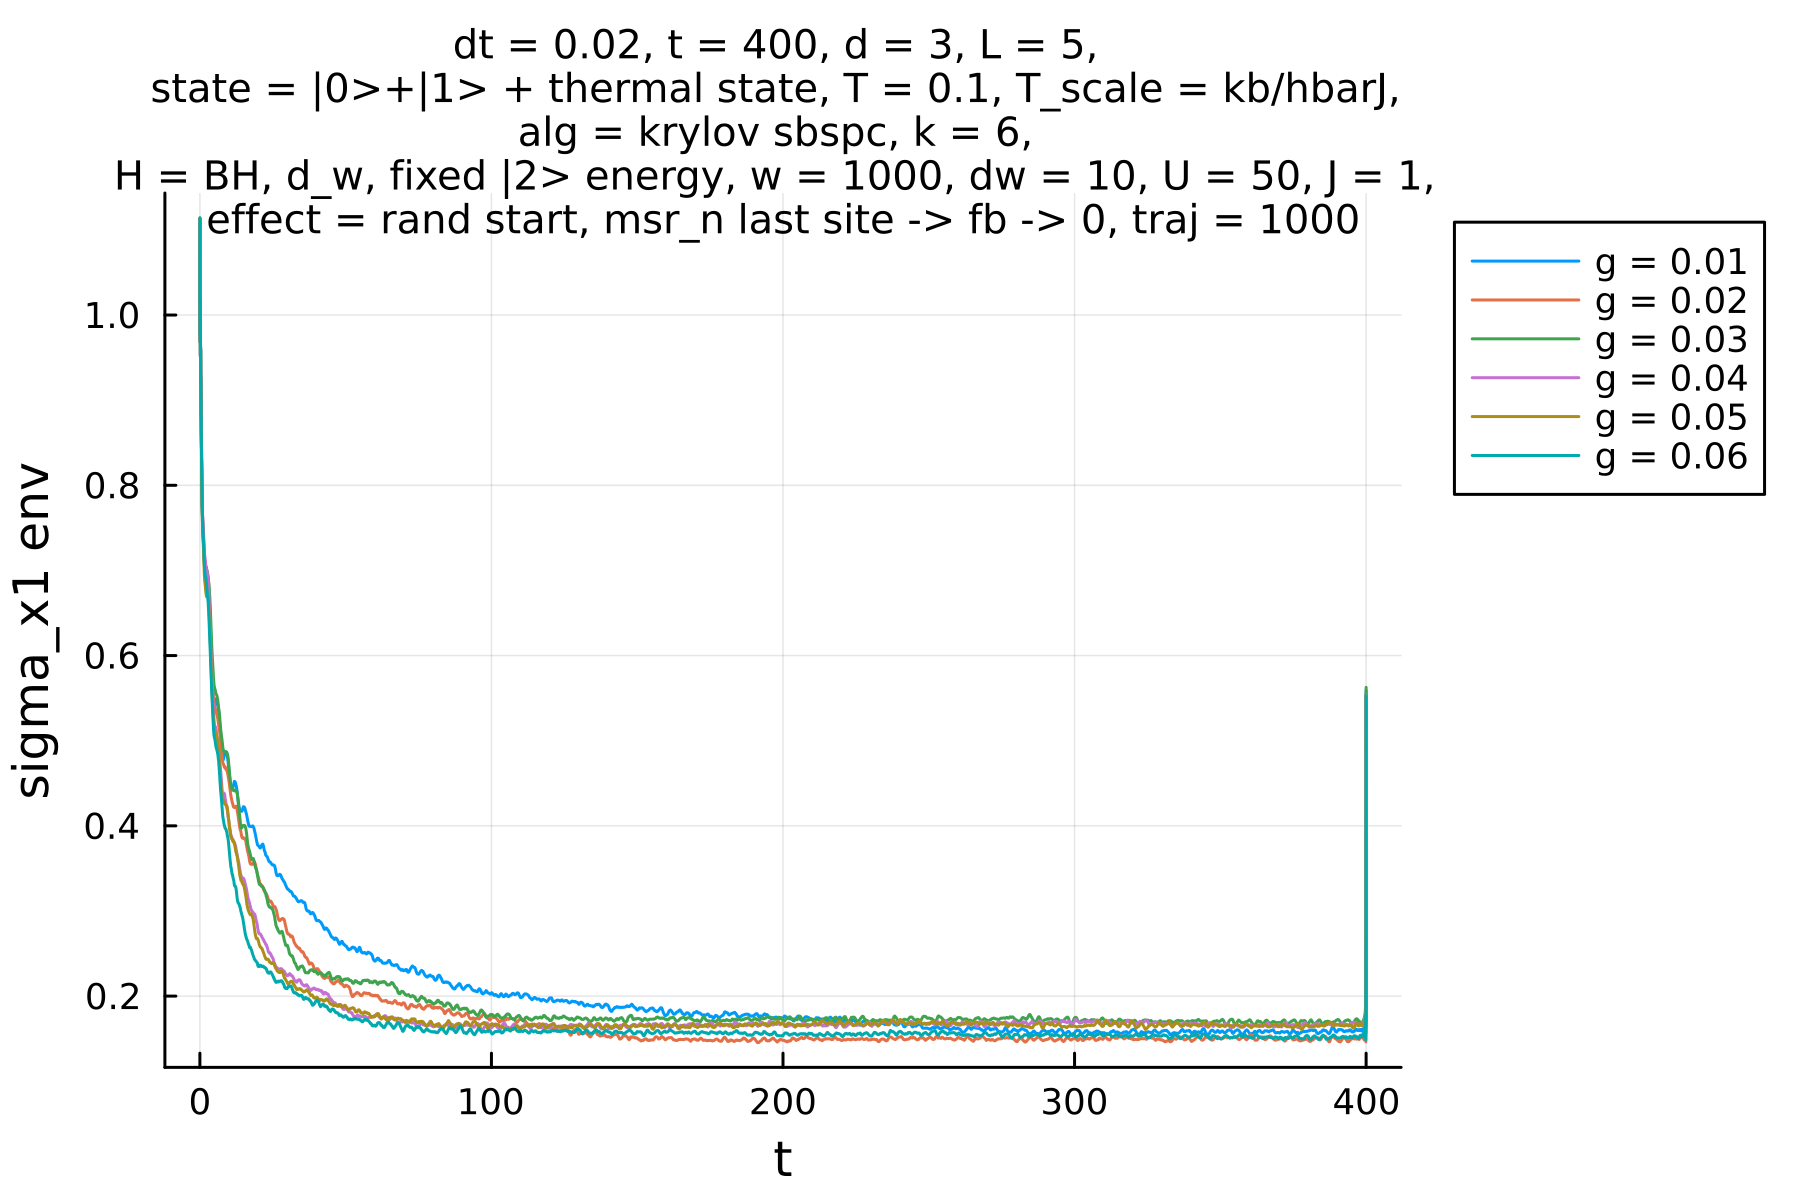 dt = 0.02, t = 400, d = 3, L = 5,
state = |0>+|1> + thermal state, T = 0.1, T_scale = kb/hbarJ,
alg = krylov sbspc, k = 6,
H = BH, d_w, fixed |2> energy, w = 1000, dw = 10, U = 50, J = 1,
effect = rand start, msr_n last site -> fb -> 0, traj = 1000
g = 0.01
g = 0.02
g = 0.03
g = 0.04
g = 0.05
g = 0.06
sigma_x1 env
1.0
0.8
0.6
0.4
0.2
0
100
200
300
400
t